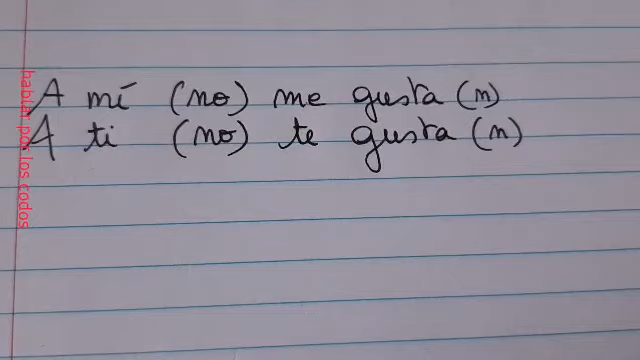 A mí (no) me gusta (n)
A ti (no) te gusta (n)
hablar por los codos